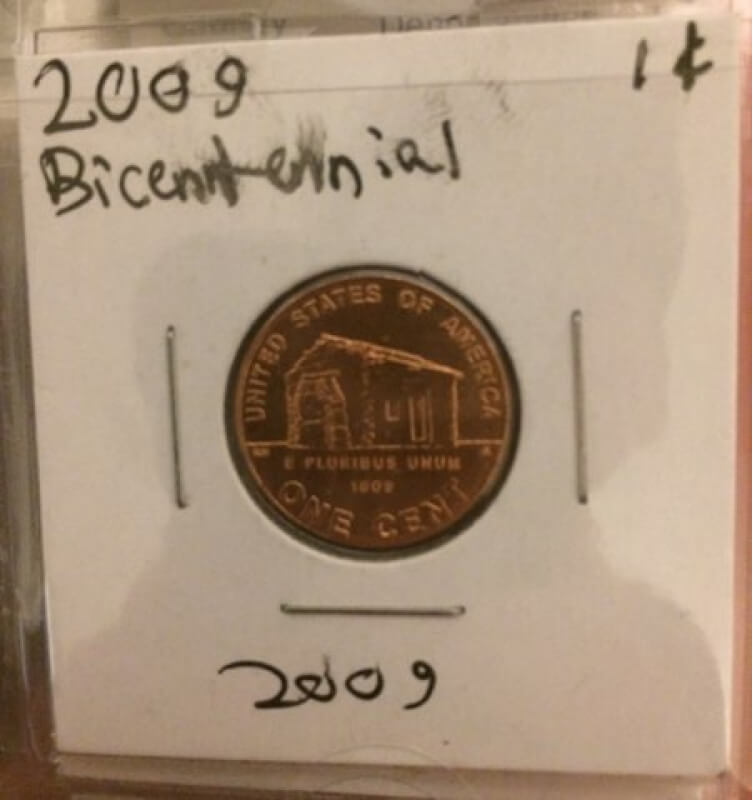 2009
1¢
Bicentennial
UNITED STATES OF AMERICA
E PLURIBUS UNUM
1809
ONE CENT
2009